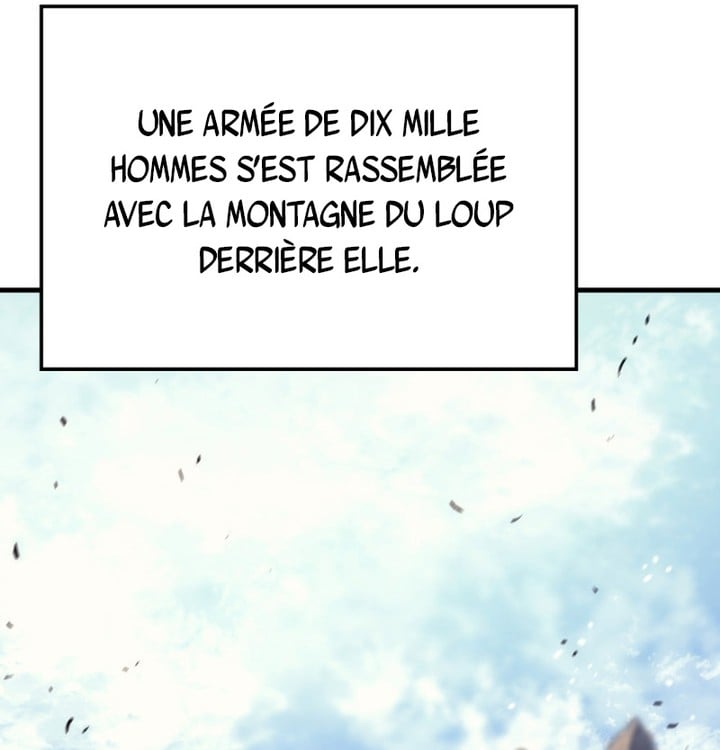 UNE ARMÉE DE DIX MILLE
HOMMES S'EST RASSEMBLÉE
AVEC LA MONTAGNE DU LOUP
DERRIÈRE ELLE.